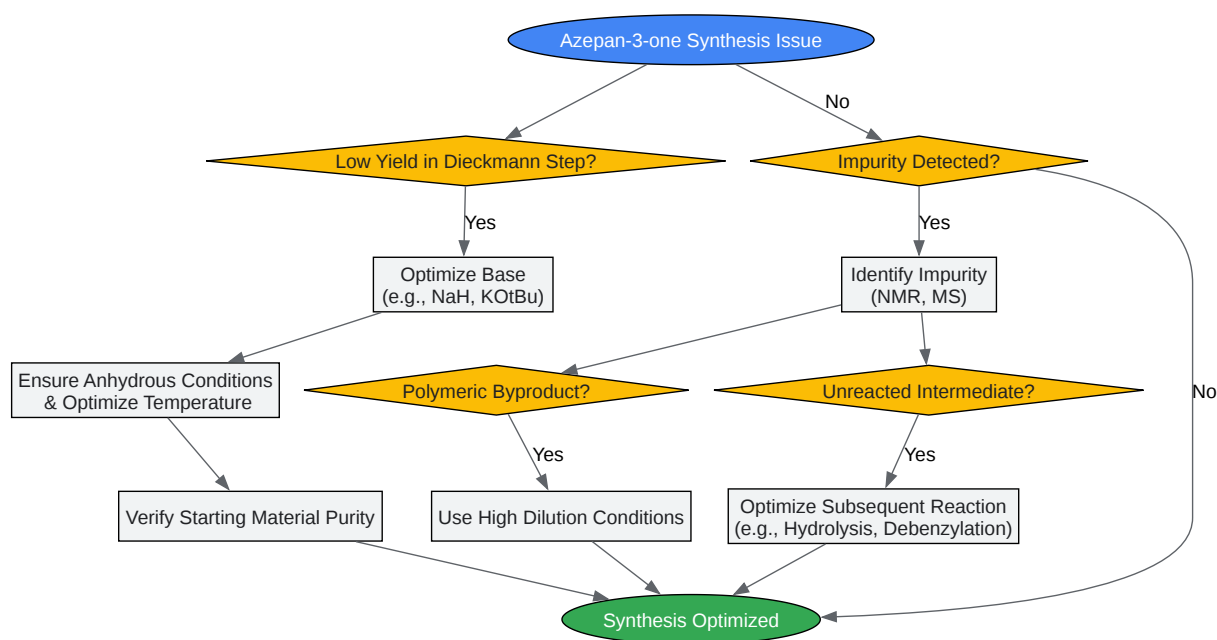 Azepan-3-one Synthesis Issue
No
Low Yield in Dieckmann Step?
Impurity Detected?
Yes
Yes
Optimize Base
(e.g., NaH, KOtBu)
Identify Impurity
(NMR, MS)
Ensure Anhydrous Conditions
& Optimize Temperature
Polymeric Byproduct?
Unreacted Intermediate?
No
Yes
Yes
Verify Starting Material Purity
Use High Dilution Conditions
Optimize Subsequent Reaction
(e.g., Hydrolysis, Debenzylation)
Synthesis Optimized